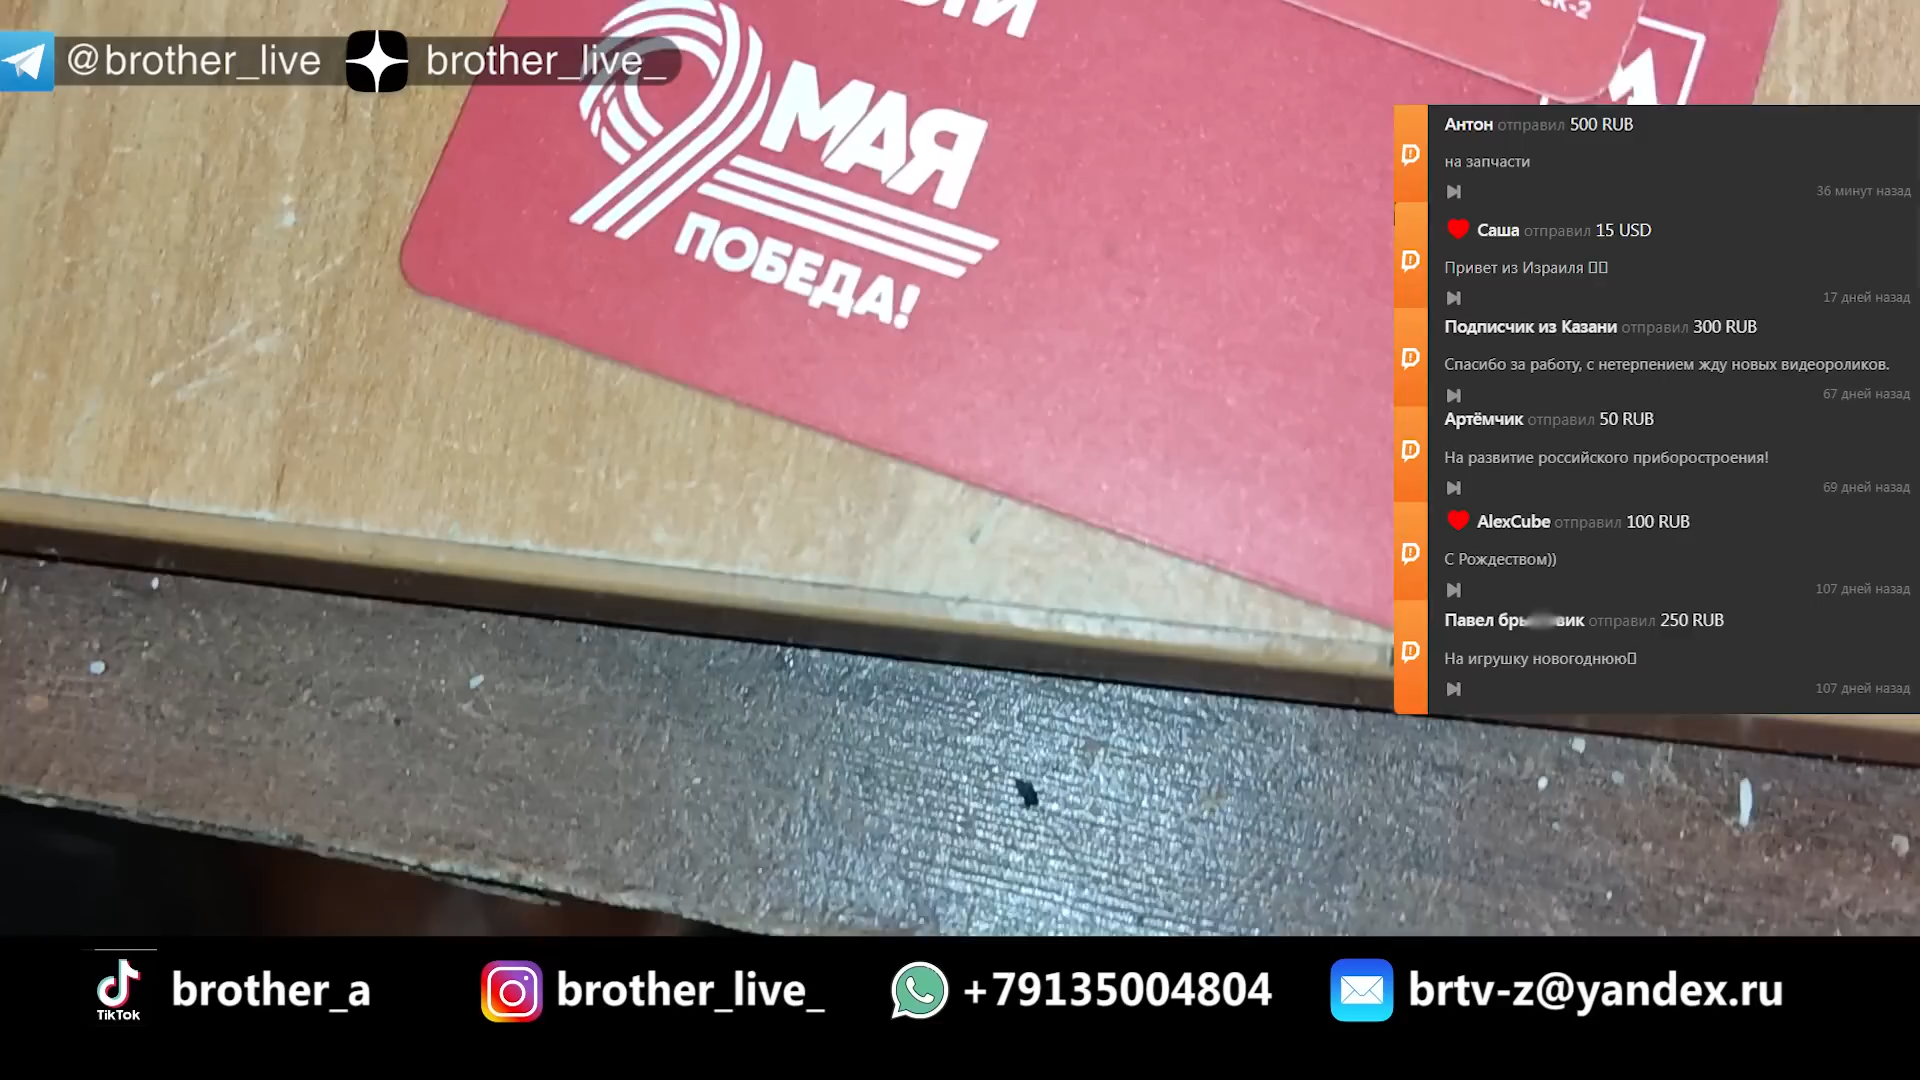 @brother_live brother_live_
МАЯ
ПОБЕДА!
Антон отправил 500 RUB
на запчасти
36 минут назад
Саша отправил 15 USD
Привет из Израиля
17 дней назад
Подписчик из Казани отправил 300 RUB
Спасибо за работу, с нетерпением жду новых видеороликов.
67 дней назад
Артёмчик отправил 50 RUB
На развитие российского приборостроения!
69 дней назад
AlexCube отправил 100 RUB
С Рождеством))
107 дней назад
Павел отправил 250 RUB
На игрушку новогоднюю
107 дней назад
TikTok
brother_a brother_live_ +79135004804 brtv-z@yandex.ru